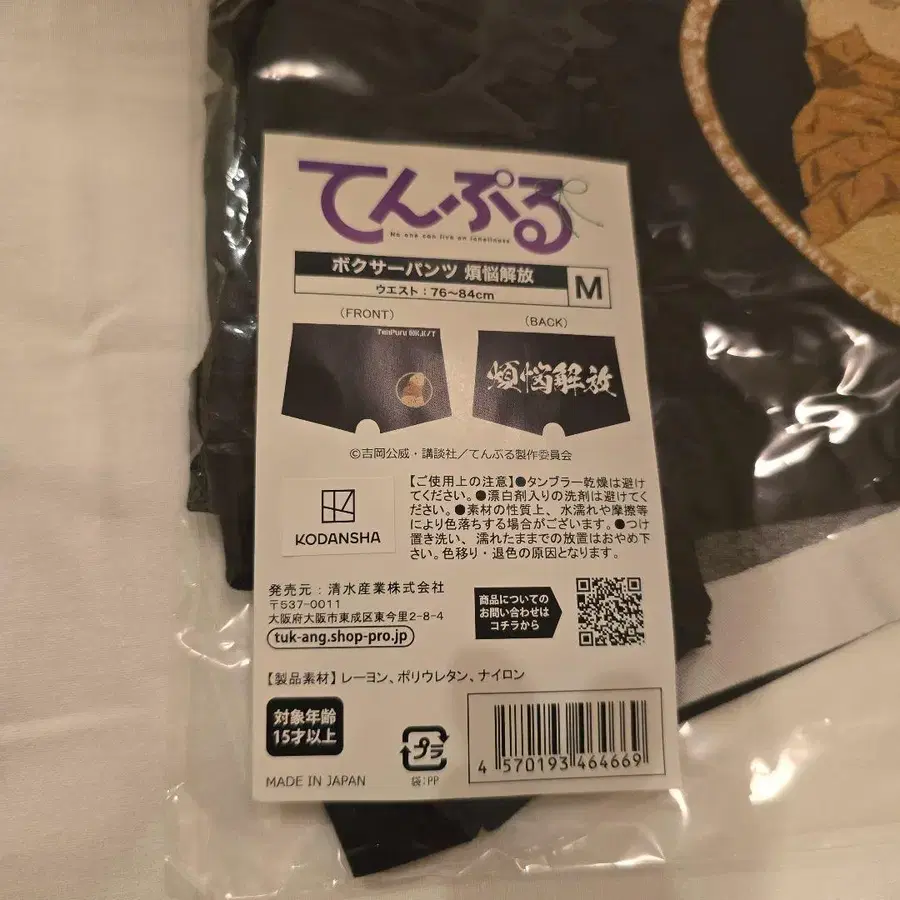 てんぷる
No one can live on loneliness
ボクサーパンツ 煩悩解放
ウエスト：76〜84cm
M
(FRONT)
(BACK)
煩悩解放
©吉岡公威・講談社／てんぷる製作委員会
KODANSHA
【ご使用上の注意】●タンブラー乾燥は避け
てください。●漂白剤入りの洗剤は避けてく
ださい。●素材の性質上、水濡れや摩擦等
により色落ちする場合がございます。●つけ
置き洗い、濡れたままでの放置はおやめ下
さい。色移り・退色の原因となります。
発売元：清水産業株式会社
〒537-0011
大阪府大阪市東成区東今里2-8-4
tuk-ang.shop-pro.jp
商品についての
お問い合わせは
コチラから
【製品素材】レーヨン、ポリウレタン、ナイロン
対象年齢
15才以上
MADE IN JAPAN
プラ
袋:PP
4 570193 464669